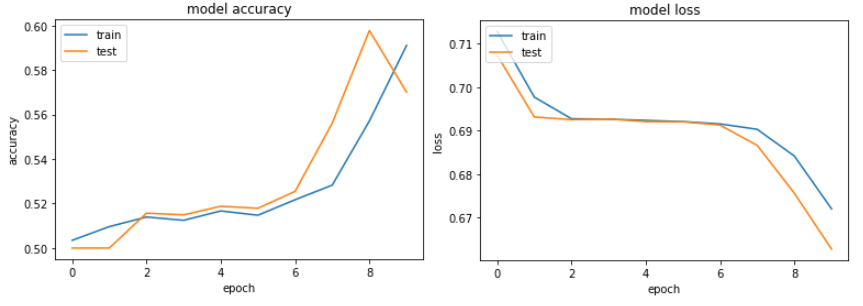 model accuracy
train
test
0.60
0.58
0.56
0.54
0.52
0.50
accuracy
0 2 4 6 8
epoch
model loss
train
test
0.71
0.70
0.69
0.68
0.67
loss
0 2 4 6 8
epoch